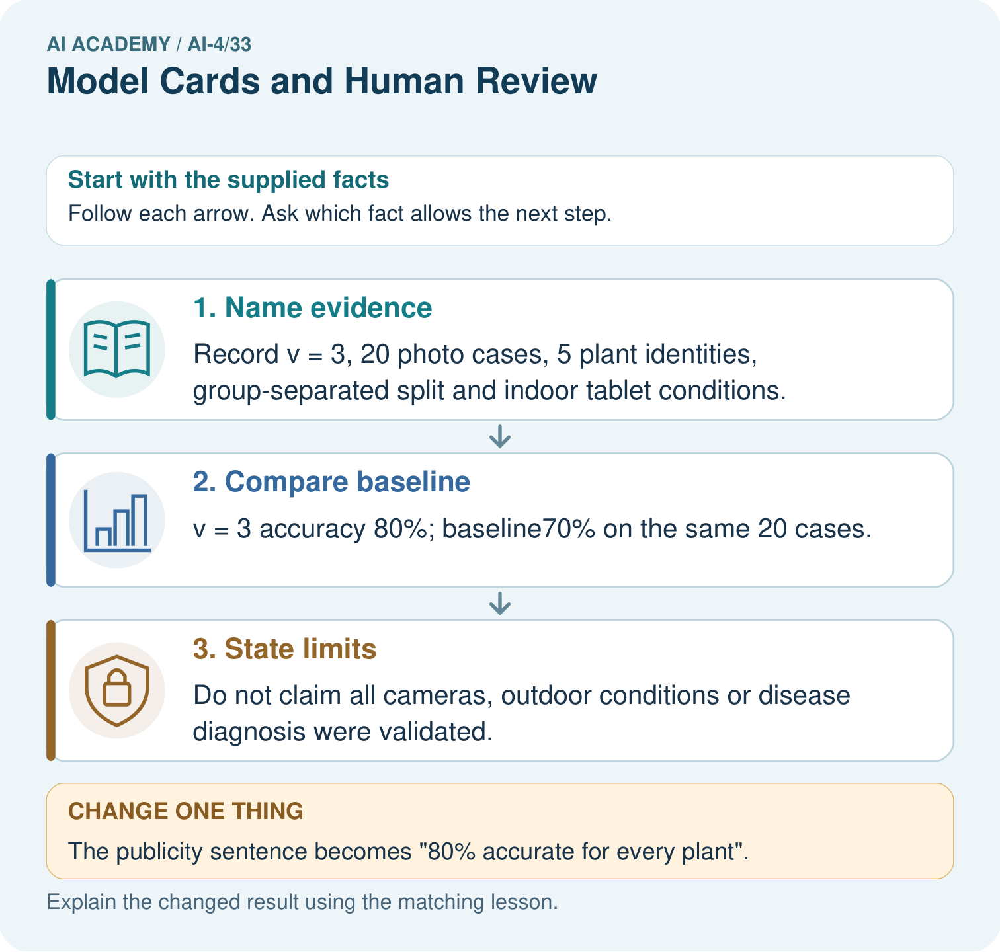 AI ACADEMY / AI-4/33
Model Cards and Human Review
Start with the supplied facts
Follow each arrow. Ask which fact allows the next step.
1. Name evidence
Record v = 3, 20 photo cases, 5 plant identities,
group-separated split and indoor tablet conditions.
2. Compare baseline
v = 3 accuracy 80%; baseline70% on the same 20 cases.
3. State limits
Do not claim all cameras, outdoor conditions or disease
diagnosis were validated.
CHANGE ONE THING
The publicity sentence becomes "80% accurate for every plant".
Explain the changed result using the matching lesson.